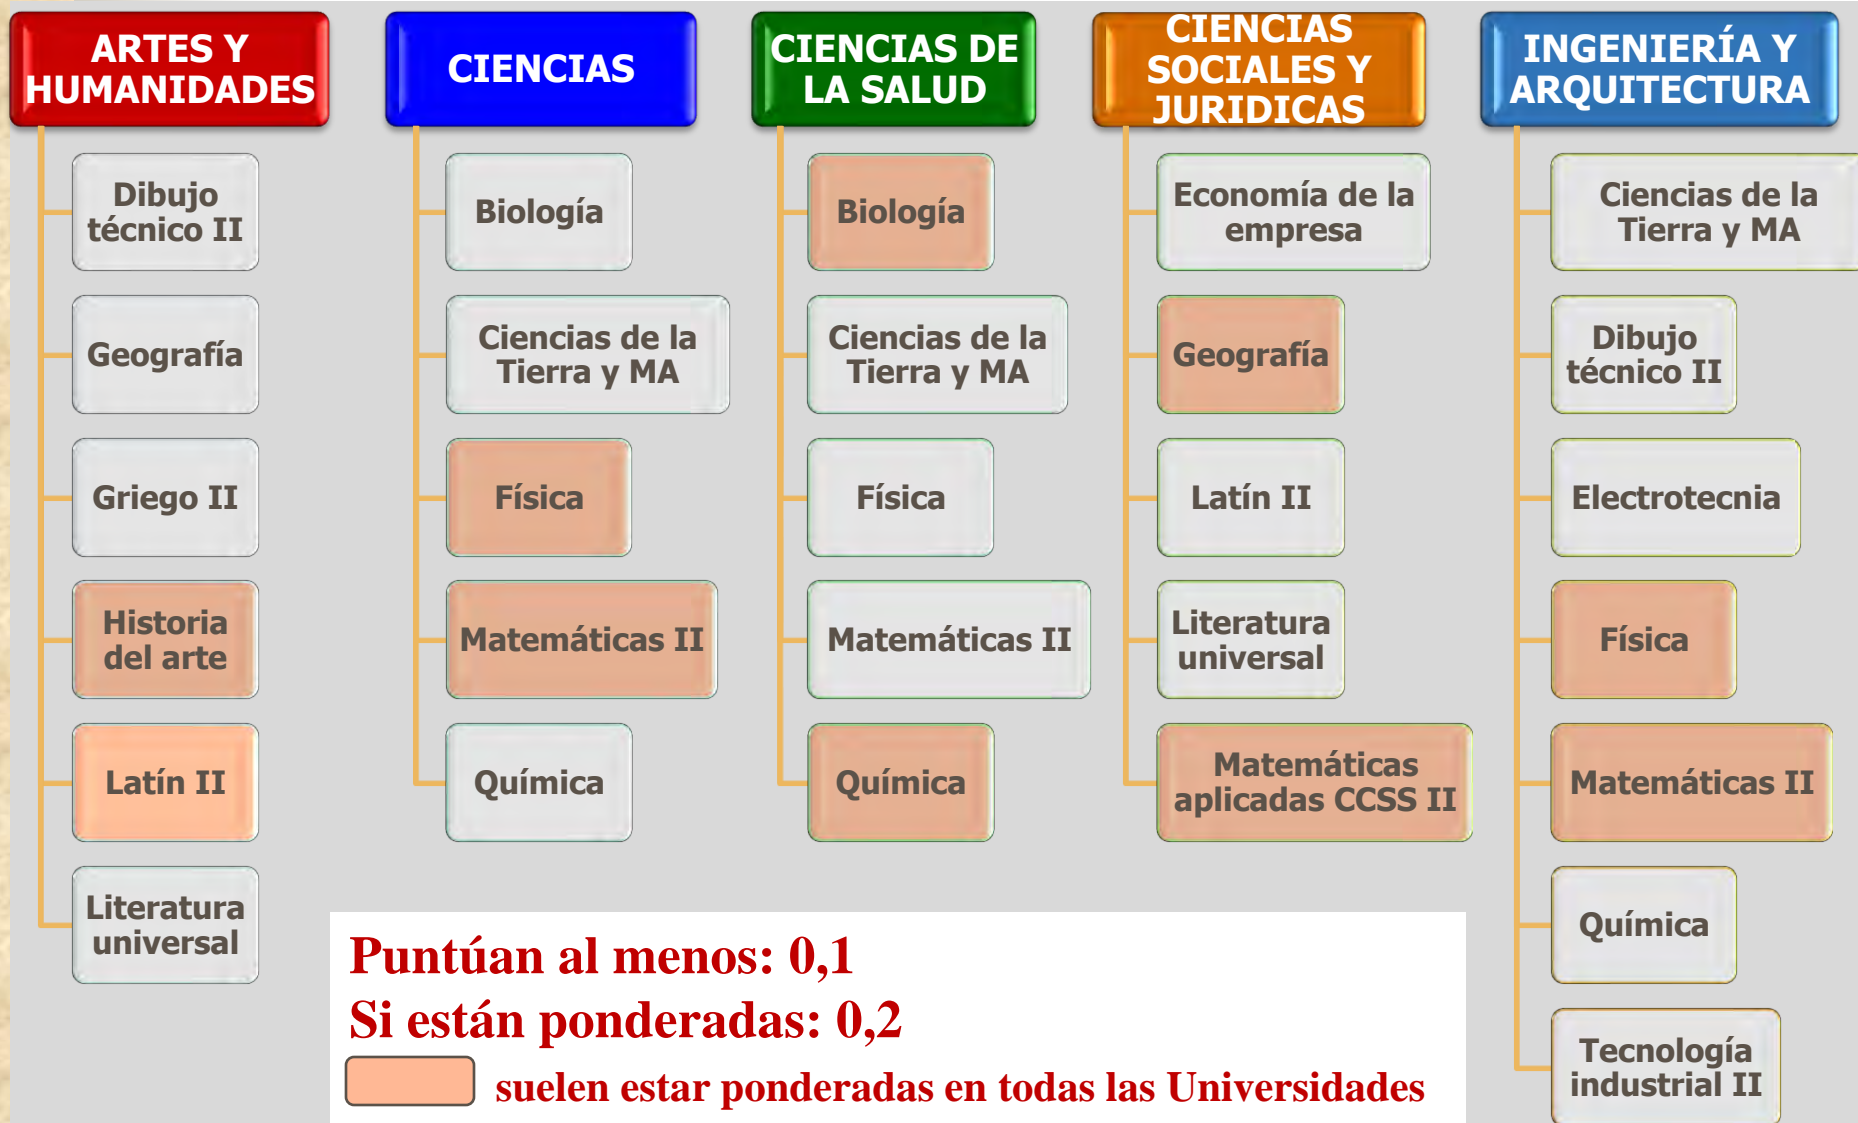 ARTES Y
HUMANIDADES
Dibujo
técnico II
Geografía
Griego II
Historia
del arte
Latín II
Literatura
universal
CIENCIAS
Biología
Ciencias de la
Tierra y MA
Física
Matemáticas II
Química
CIENCIAS DE
LA SALUD
Biología
Ciencias de la
Tierra y MA
Física
Matemáticas II
Química
CIENCIAS
SOCIALES Y
JURIDICAS
Economía de la
empresa
Geografía
Latín II
Literatura
universal
Matemáticas
aplicadas CCSS II
INGENIERÍA Y
ARQUITECTURA
Ciencias de la
Tierra y MA
Dibujo
técnico II
Electrotecnia
Física
Matemáticas II
Química
Tecnología
industrial II
Puntúan al menos: 0,1
Si están ponderadas: 0,2
suelen estar ponderadas en todas las Universidades